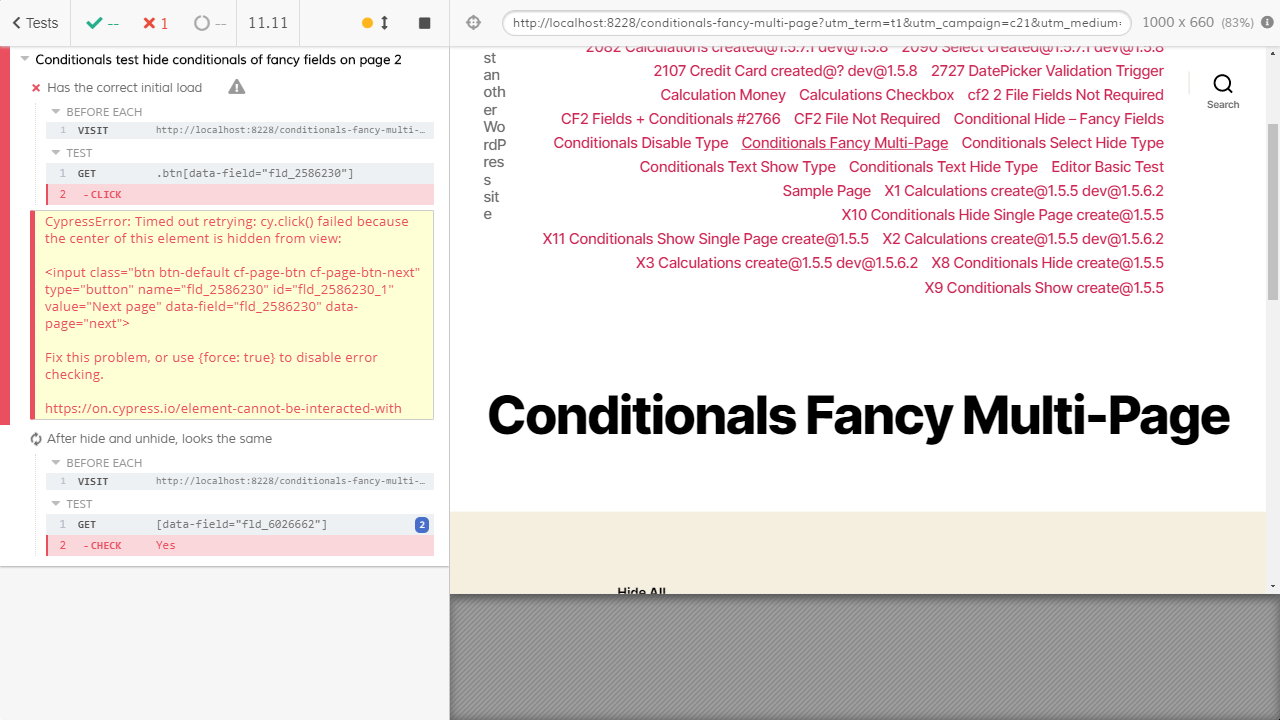 Tests
--
1
--
11.11
http://localhost:8228/conditionals-fancy-multi-page?utm_term=t1&utm_campaign=c21&utm_medium=
1000 x 660 (83%)
Conditionals test hide conditionals of fancy fields on page 2
Has the correct initial load
BEFORE EACH
1 VISIT http://localhost:8228/conditionals-fancy-multi-…
TEST
1 GET .btn[data-field="fld_2586230"]
2 -CLICK
CypressError: Timed out retrying: cy.click() failed because
the center of this element is hidden from view:
<input class="btn btn-default cf-page-btn cf-page-btn-next"
type="button" name="fld_2586230" id="fld_2586230_1"
value="Next page" data-field="fld_2586230" data-
page="next">
Fix this problem, or use {force: true} to disable error
checking.
https://on.cypress.io/element-cannot-be-interacted-with
After hide and unhide, looks the same
BEFORE EACH
1 VISIT http://localhost:8228/conditionals-fancy-multi-…
TEST
1 GET [data-field="fld_6026662"] 2
2 -CHECK Yes
st
an
oth
er
Wo
rdP
res
s
sit
e
2082 Calculations created@1.5.7.1 dev@1.5.8 2090 Select created@1.5.7.1 dev@1.5.8
2107 Credit Card created@? dev@1.5.8 2727 DatePicker Validation Trigger
Calculation Money Calculations Checkbox cf2 2 File Fields Not Required
CF2 Fields + Conditionals #2766 CF2 File Not Required Conditional Hide – Fancy Fields
Conditionals Disable Type Conditionals Fancy Multi-Page Conditionals Select Hide Type
Conditionals Text Show Type Conditionals Text Hide Type Editor Basic Test
Sample Page X1 Calculations create@1.5.5 dev@1.5.6.2
X10 Conditionals Hide Single Page create@1.5.5
X11 Conditionals Show Single Page create@1.5.5 X2 Calculations create@1.5.5 dev@1.5.6.2
X3 Calculations create@1.5.5 dev@1.5.6.2 X8 Conditionals Hide create@1.5.5
X9 Conditionals Show create@1.5.5
Search
Conditionals Fancy Multi-Page
Hide All